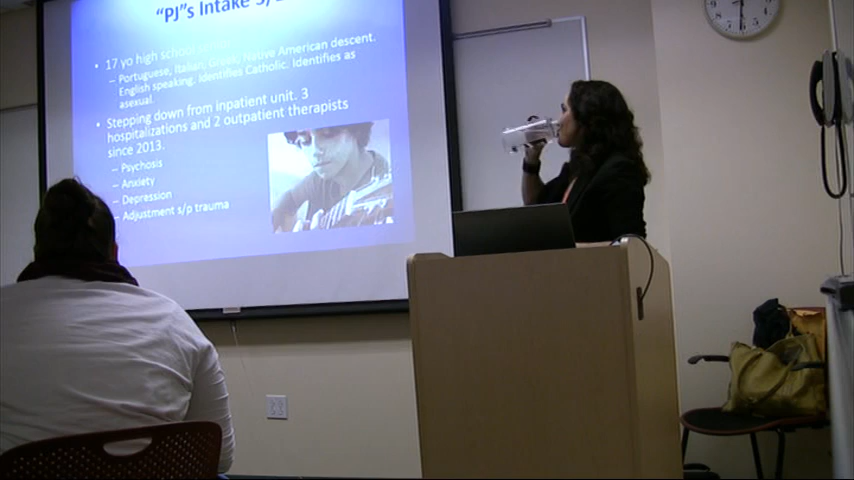 "PJ"s Intake
• 17 yo high school
– Portuguese, Italian, Greek, Native American descent.
English speaking. Identifies Catholic. Identifies as
asexual.
• Stepping down from inpatient unit. 3
hospitalizations and 2 outpatient therapists
since 2013.
– Psychosis
– Anxiety
– Depression
– Adjustment s/p trauma